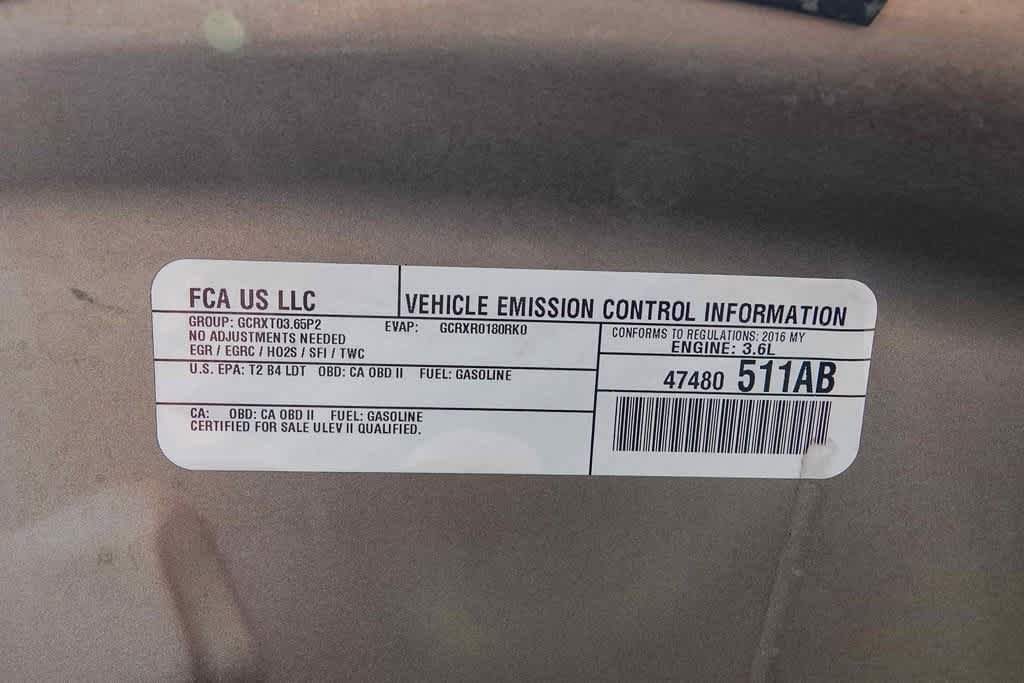 FCA US LLC
VEHICLE EMISSION CONTROL INFORMATION
GROUP: GCRXT03.65P2 EVAP: GCRXR0180RK0
NO ADJUSTMENTS NEEDED
EGR / EGRC / HO2S / SFI / TWC
CONFORMS TO REGULATIONS: 2016 MY
ENGINE: 3.6L
U.S. EPA: T2 B4 LDT OBD: CA OBD II FUEL: GASOLINE
47480 511AB
CA: OBD: CA OBD II FUEL: GASOLINE
CERTIFIED FOR SALE ULEV II QUALIFIED.